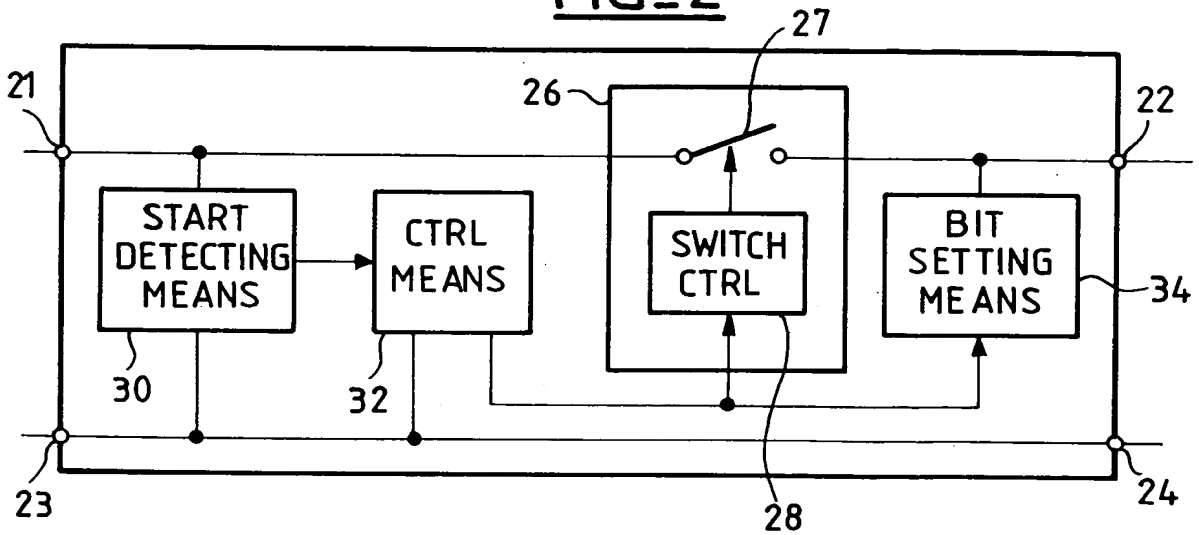 FIG_2
27
21
26
22
START
DETECTING
MEANS
CTRL
MEANS
SWITCH
CTRL
BIT
SETTING
MEANS
34
30
32
23
28
24